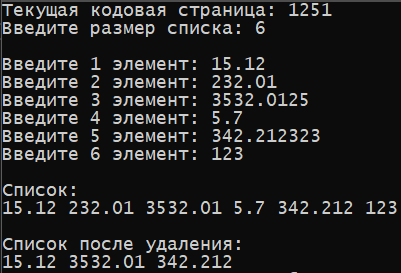 Текущая кодовая страница: 1251
Введите размер списка: 6
Введите 1 элемент: 15.12
Введите 2 элемент: 232.01
Введите 3 элемент: 3532.0125
Введите 4 элемент: 5.7
Введите 5 элемент: 342.212323
Введите 6 элемент: 123
Список:
15.12 232.01 3532.01 5.7 342.212 123
Список после удаления:
15.12 3532.01 342.212